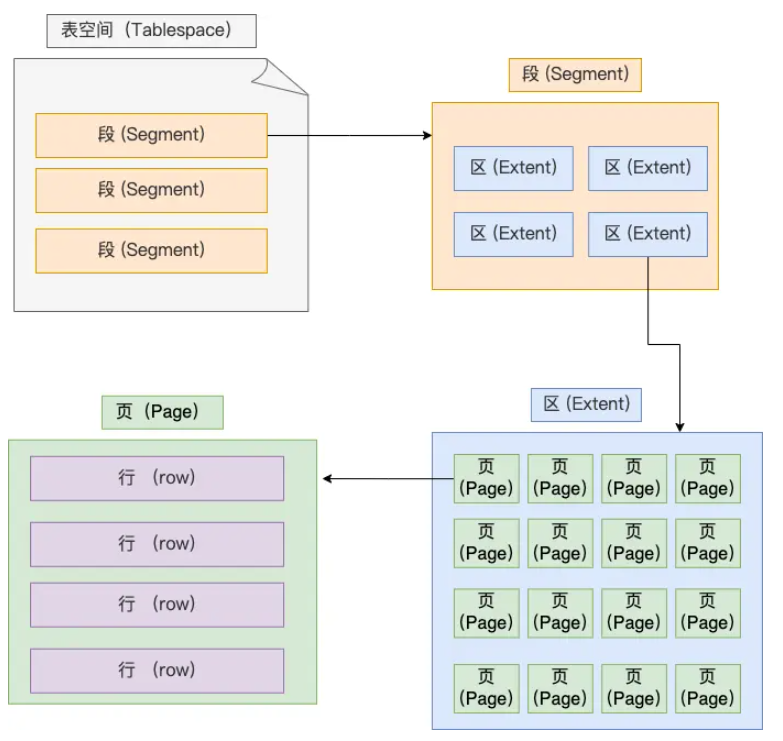 表空间（Tablespace）
段 (Segment)
段 (Segment)
段 (Segment)
段 (Segment)
区 (Extent)
区 (Extent)
区 (Extent)
区 (Extent)
区 (Extent)
页
(Page)
页
(Page)
页
(Page)
页
(Page)
页
(Page)
页
(Page)
页
(Page)
页
(Page)
页
(Page)
页
(Page)
页
(Page)
页
(Page)
页
(Page)
页
(Page)
页
(Page)
页
(Page)
页（Page）
行 （row）
行 （row）
行 （row）
行 （row）